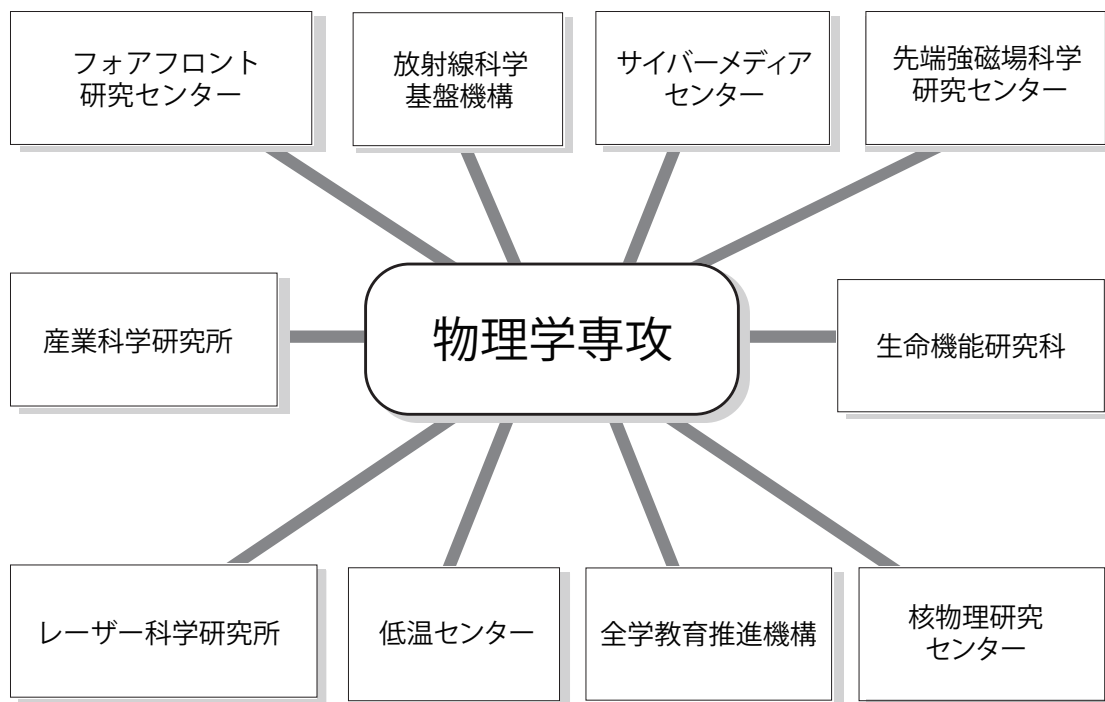 フォアフロント
研究センター
放射線科学
基盤機構
サイバーメディア
センター
先端強磁場科学
研究センター
産業科学研究所
物理学専攻
生命機能研究科
レーザー科学研究所
低温センター
全学教育推進機構
核物理研究
センター